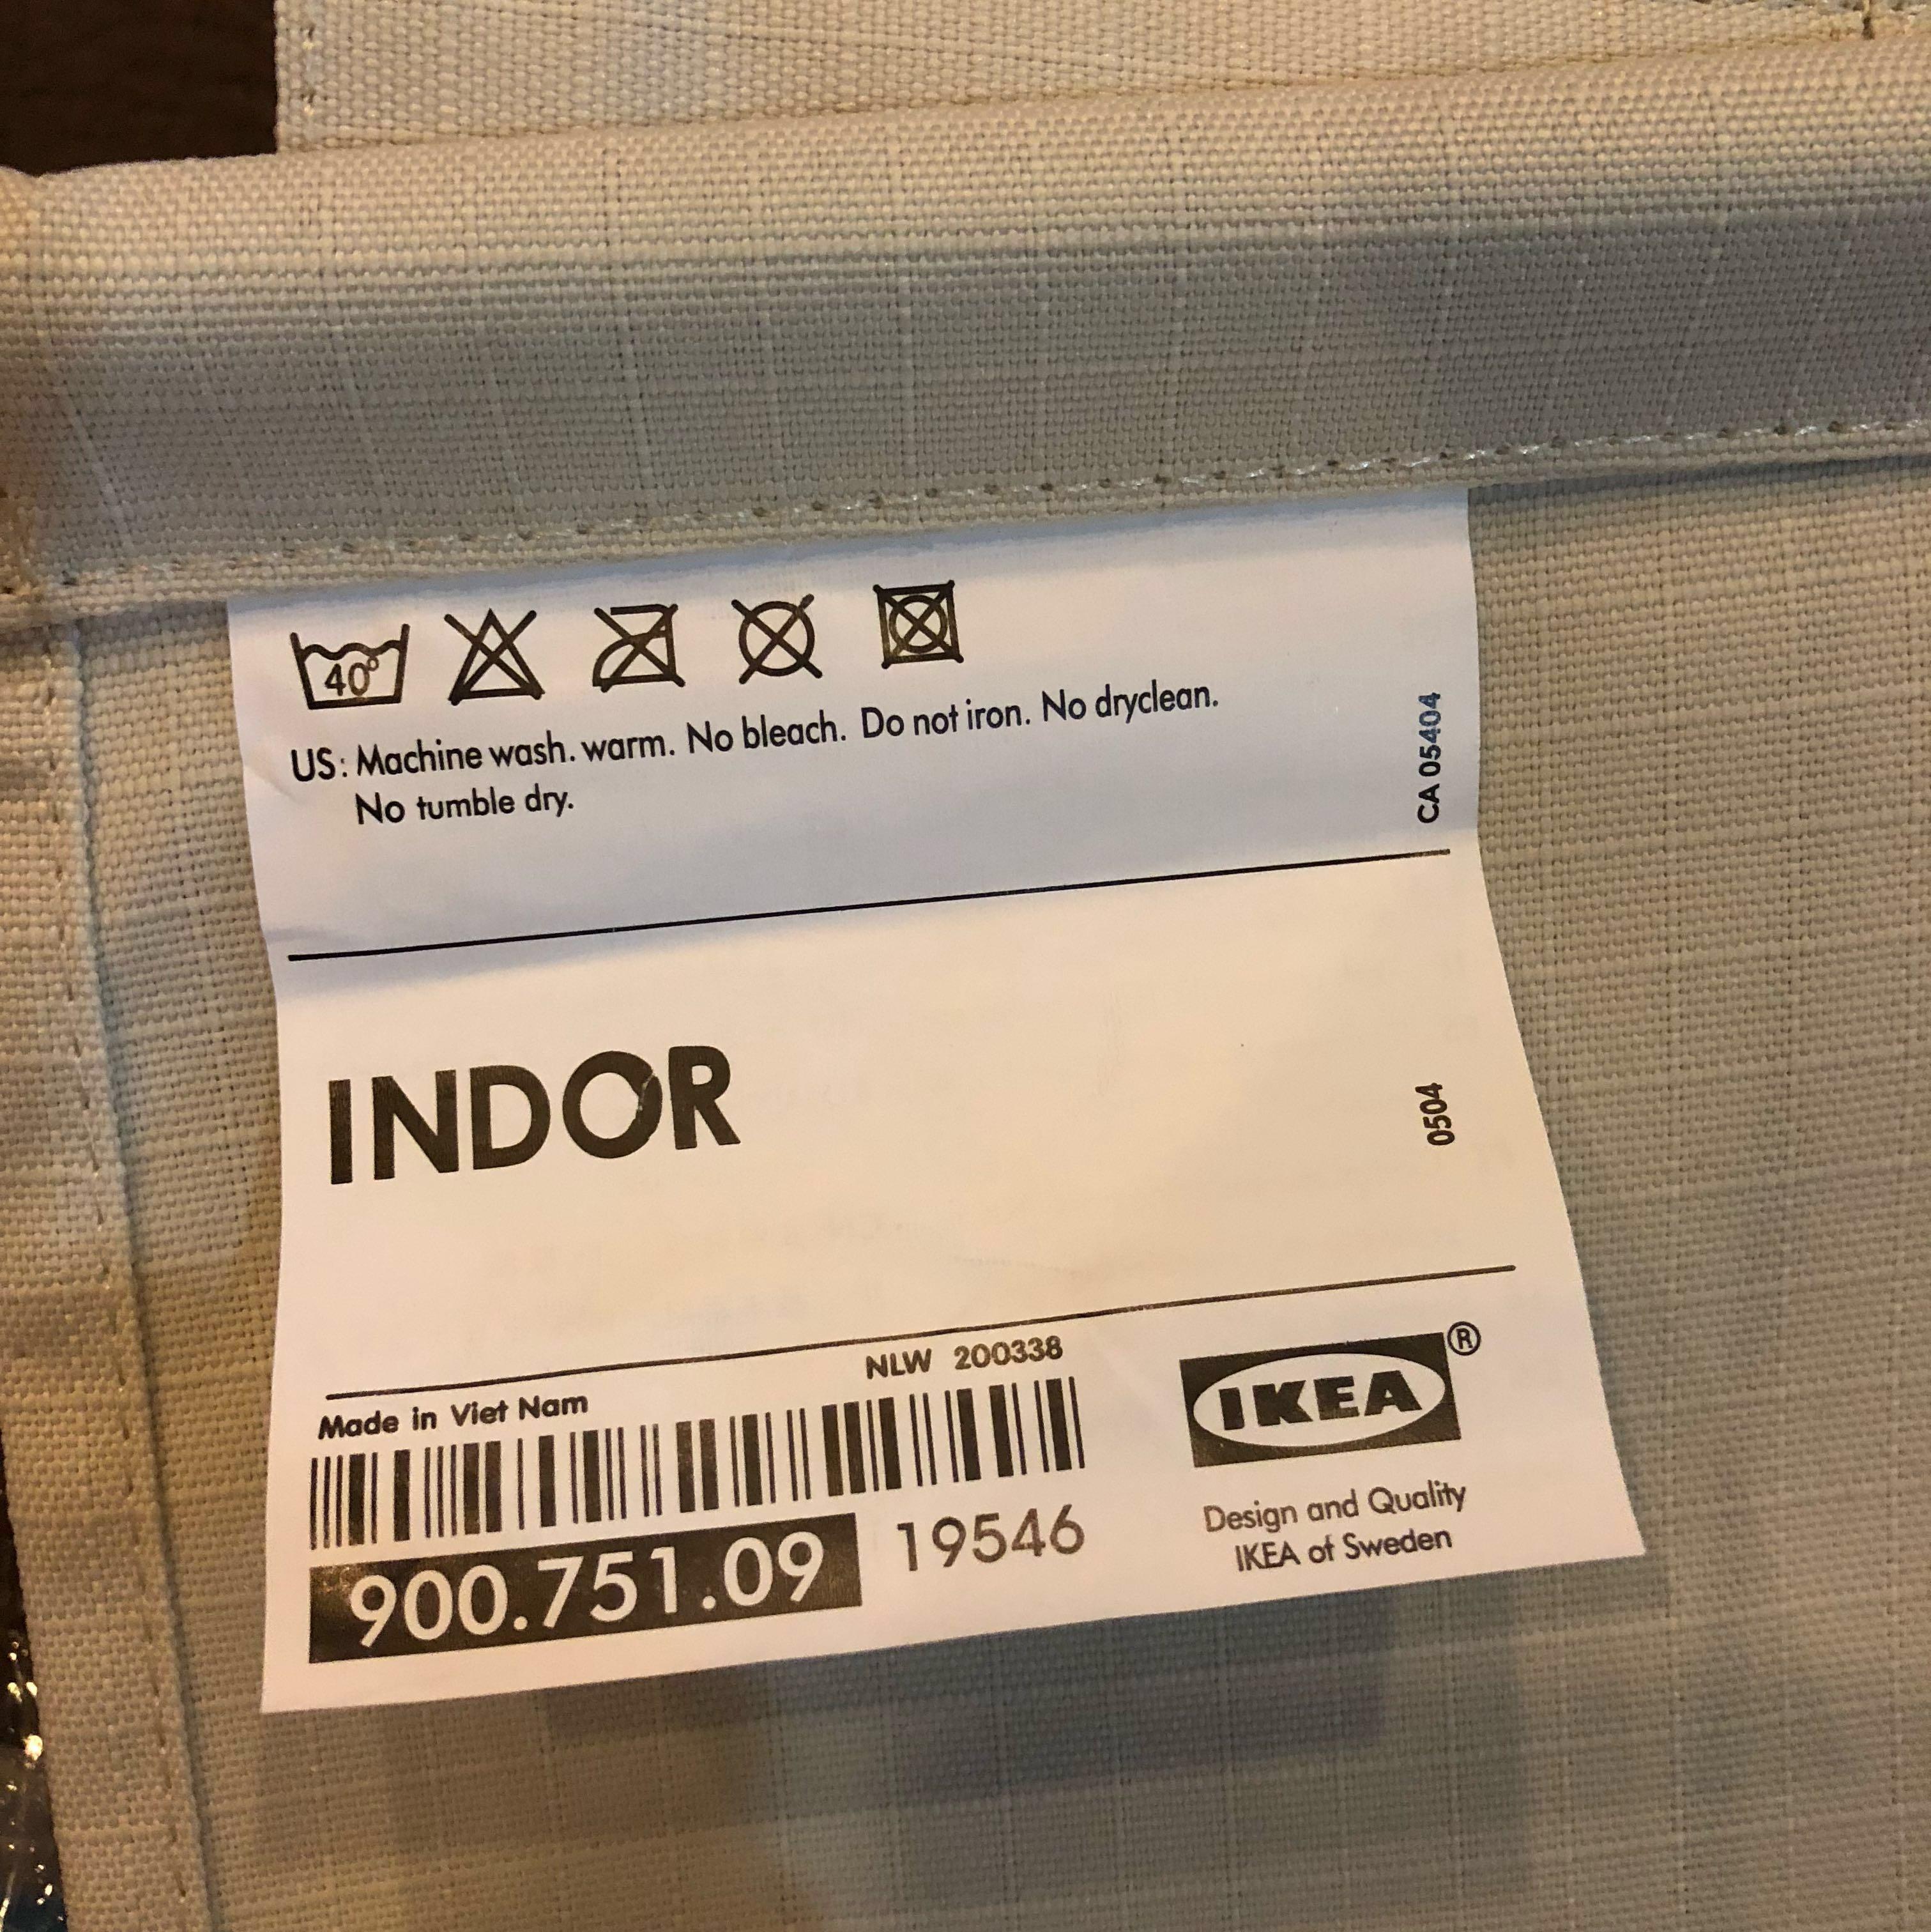 40°
US: Machine wash. warm. No bleach. Do not iron. No dryclean.
No tumble dry.
CA 05404
INDOR
0504
Made in Viet Nam
NLW 200338
900.751.09
19546
IKEA®
Design and Quality
IKEA of Sweden